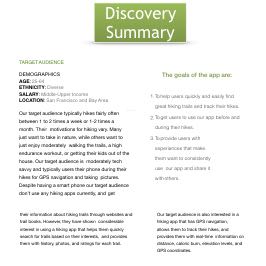 Discovery
Summary
TARGET AUDIENCE
DEMOGRAPHICS
AGE: 25-64
ETHNICITY: Diverse
SALARY: Middle-Upper Income
LOCATION: San Francisco and Bay Area
Our target audience typically hikes fairly often
between 1 to 2 times a week or 1-2 times a
month. Their motivations for hiking vary. Many
just want to take in nature, while others want to
just enjoy moderately walking the trails, a high
endurance workout, or getting their kids out of the
house. Our target audience is moderately tech
savvy and typically users their phone during their
hikes for GPS navigation and taking pictures.
Despite having a smart phone our target audience
don't use any hiking apps currently, and get
their information about hiking trails through websites and
trail books. However, they have shown considerable
interest in using a hiking app that helps them quickly
search for trails based on their interests, and provides
them with history, photos, and ratings for each trail.
The goals of the app are:
1. To help users quickly and easily find
great hiking trails and track their hikes.
2. To get users to use our app before and
during their hikes.
3. To provide users with
experiences that make
them want to consistently
use our app and share it
with others.
Our target audience is also interested in a
hiking app that has GPS navigation,
allows them to track their hikes, and
provides them with real-time information on
distance, caloric burn, elevation levels, and
GPS coordinates.